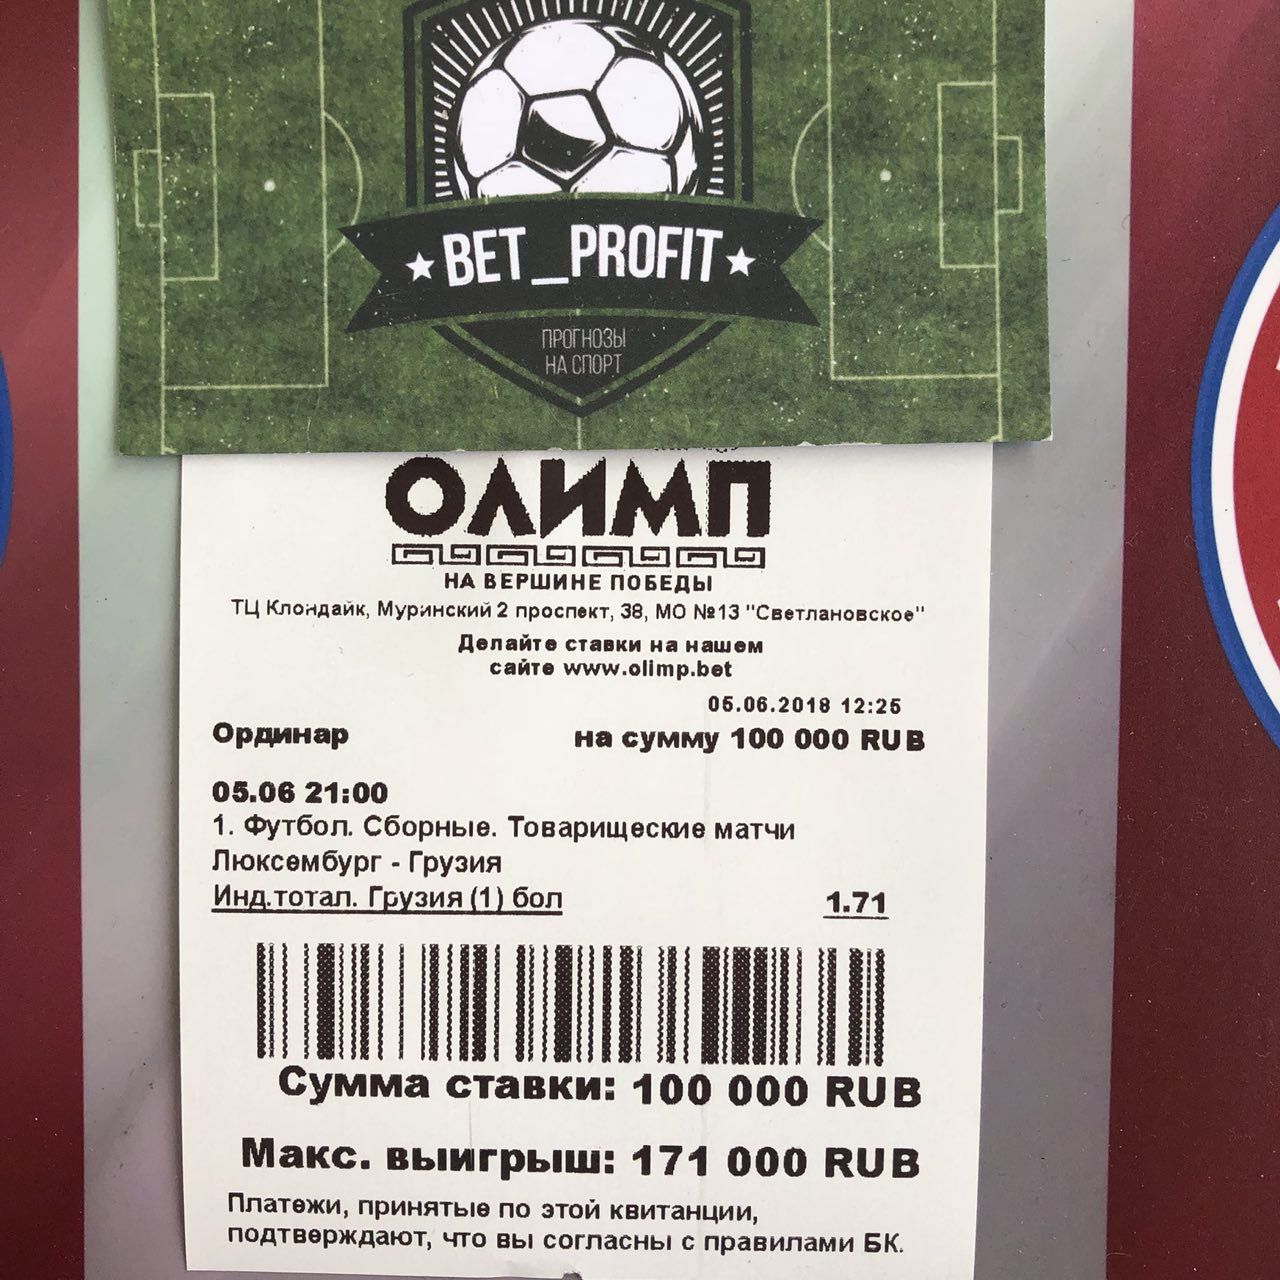 BET_PROFIT
ПРОГНОЗЫ
НА СПОРТ
ОЛИМП
НА ВЕРШИНЕ ПОБЕДЫ
ТЦ Клондайк, Муринский 2 проспект, 38, МО №13 "Светлановское"
Делайте ставки на нашем
сайте www.olimp.bet
05.06.2018 12:25
Ординар на сумму 100 000 RUB
05.06 21:00
1. Футбол. Сборные. Товарищеские матчи
Люксембург - Грузия
Инд.тотал. Грузия (1) бол 1.71
Сумма ставки: 100 000 RUB
Макс. выигрыш: 171 000 RUB
Платежи, принятые по этой квитанции,
подтверждают, что вы согласны с правилами БК.